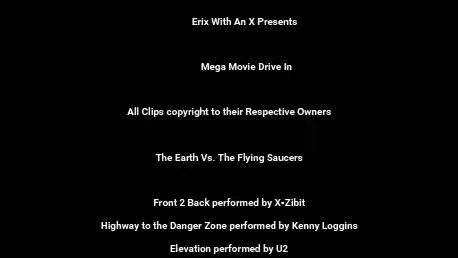 Erix With An X Presents
Mega Movie Drive In
All Clips copyright to their Respective Owners
The Earth Vs. The Flying Saucers
Front 2 Back performed by X-Zibit
Highway to the Danger Zone performed by Kenny Loggins
Elevation performed by U2